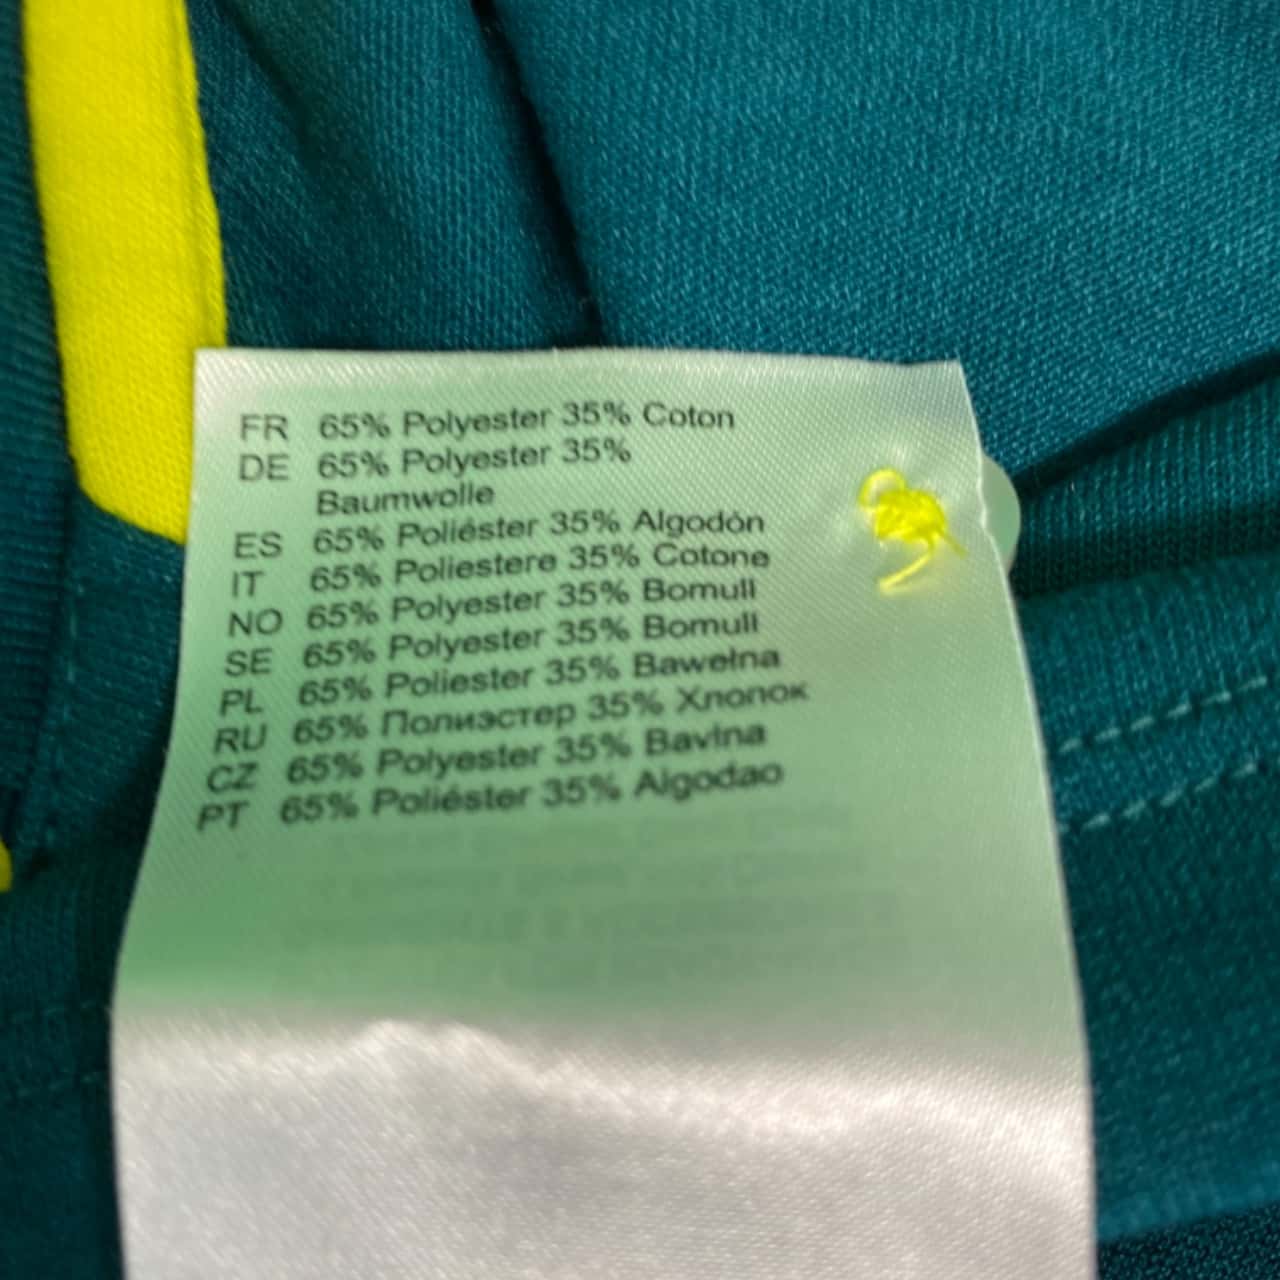 FR 65% Polyester 35% Coton
DE 65% Polyester 35%
Baumwolle
ES 65% Poliéster 35% Algodón
IT 65% Poliestere 35% Cotone
NO 65% Polyester 35% Bomull
SE 65% Polyester 35% Bomull
PL 65% Poliester 35% Bawełna
RU 65% Полиэстер 35% Хлопок
CZ 65% Polyester 35% Bavlna
PT 65% Poliéster 35% Algodao